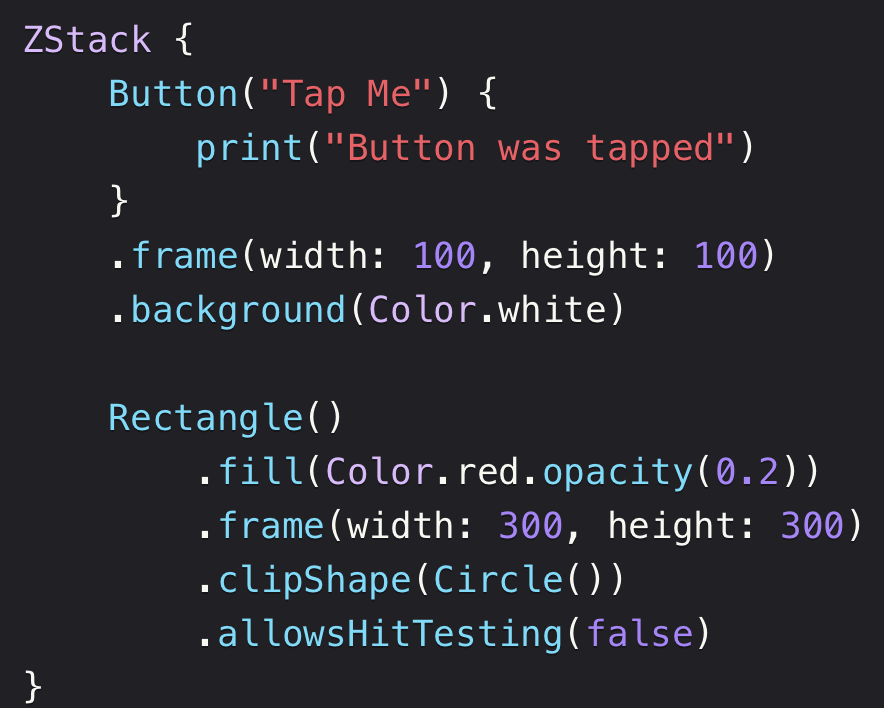 ZStack {
    Button("Tap Me") {
        print("Button was tapped")
    }
    .frame(width: 100, height: 100)
    .background(Color.white)

    Rectangle()
        .fill(Color.red.opacity(0.2))
        .frame(width: 300, height: 300)
        .clipShape(Circle())
        .allowsHitTesting(false)
}